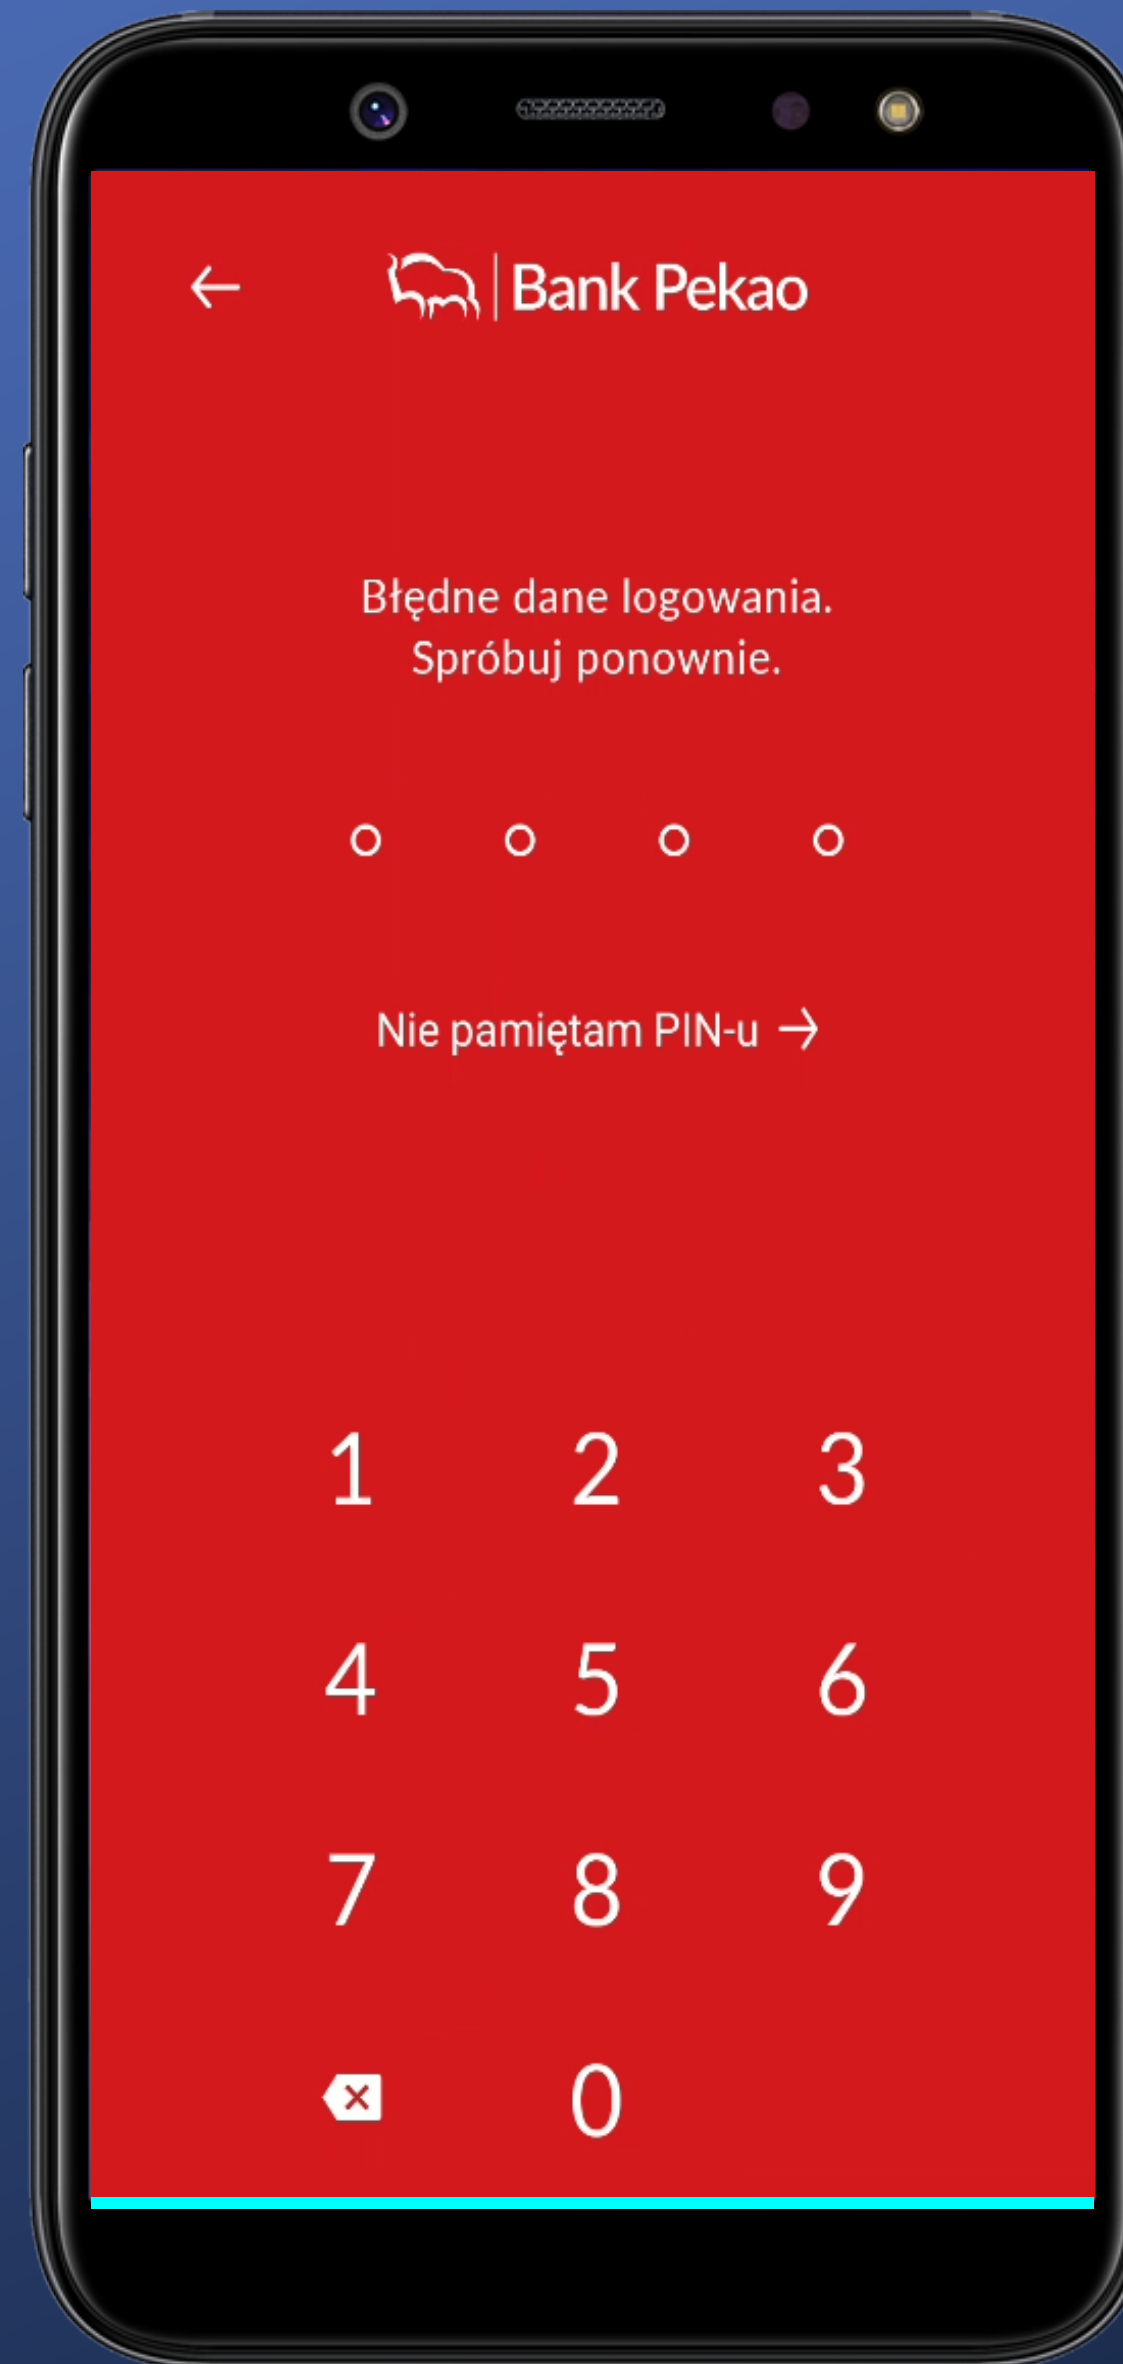 Bank Pekao
Błędne dane logowania.
Spróbuj ponownie.
Nie pamiętam PIN-u →
1 2 3
4 5 6
7 8 9
0